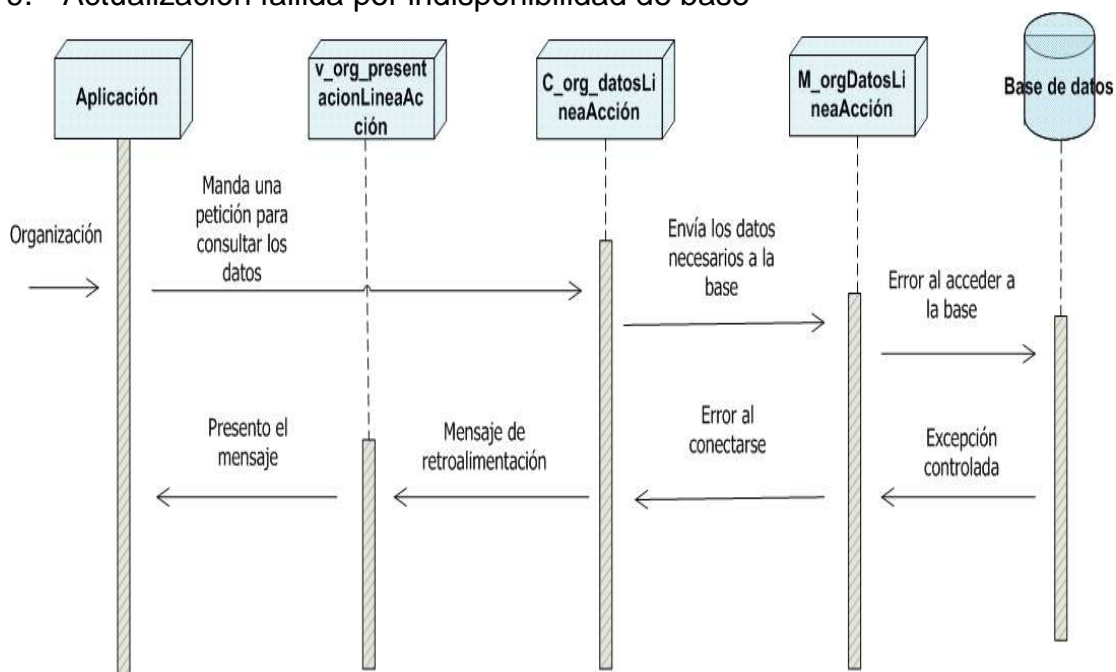 Actualización fallida por indisponibilidad de base
Aplicación
v_org_present
acionLineaAc
ción
C_org_datosLi
neaAcción
M_orgDatosLi
neaAcción
Base de datos
Organización
Manda una
petición para
consultar los
datos
Envía los datos
necesarios a la
base
Error al acceder a
la base
Presento el
mensaje
Mensaje de
retroalimentación
Error al
conectarse
Excepción
controlada